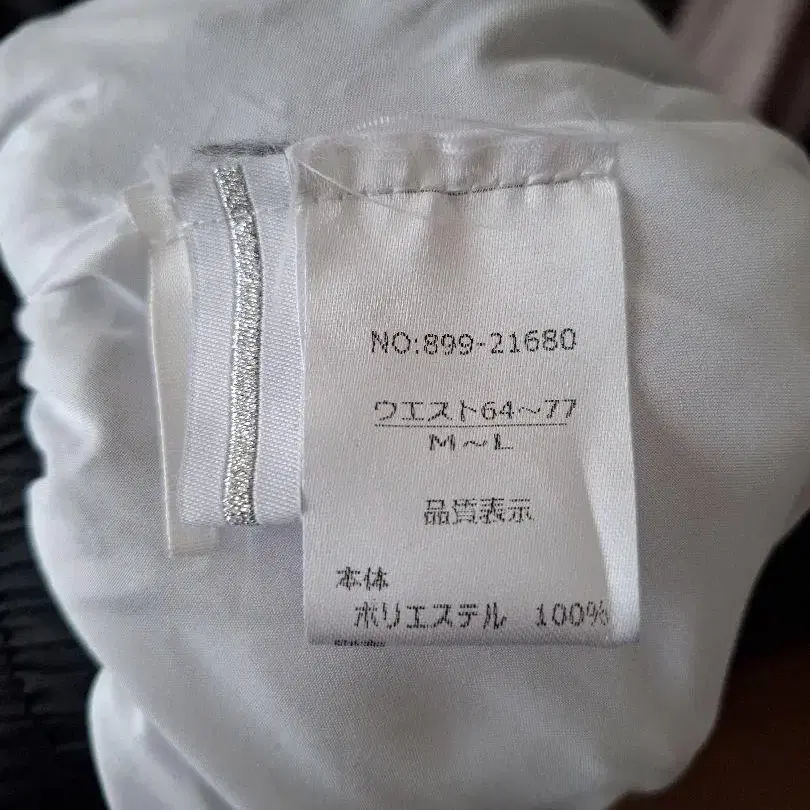 NO:899-21680
ウエスト64～77
M～L
品質表示
本体
ポリエステル 100%